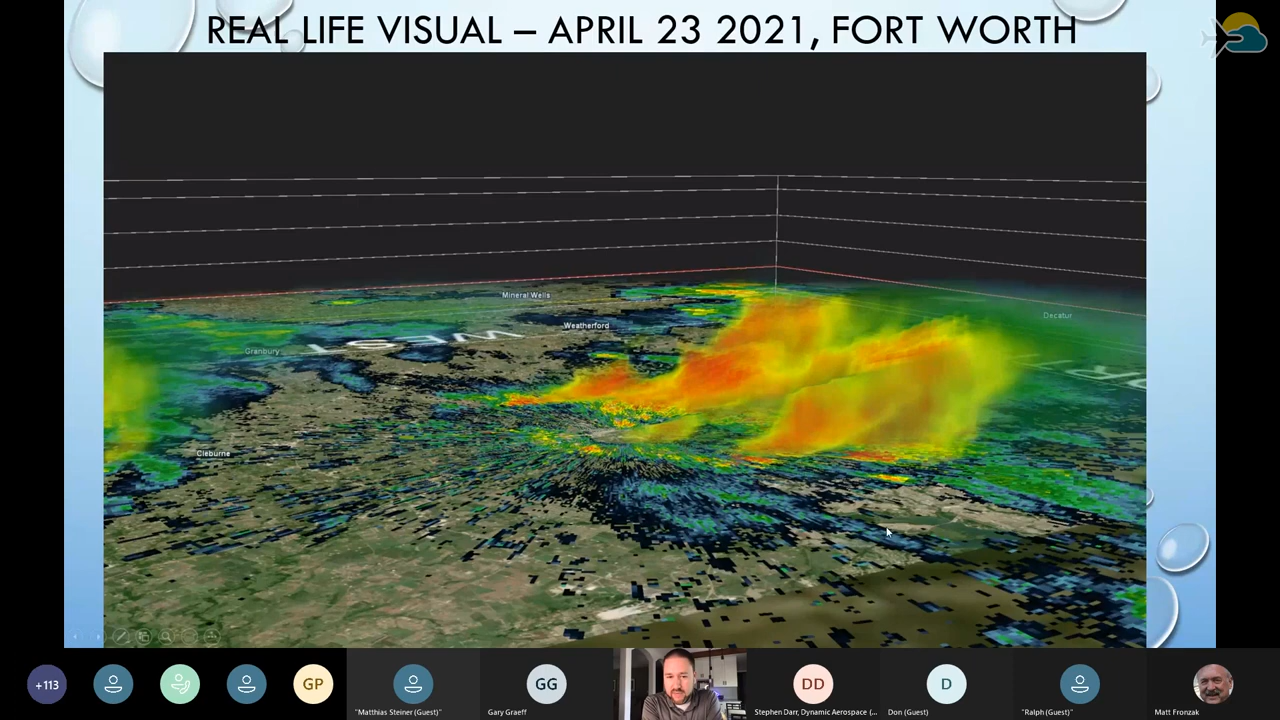 REAL LIFE VISUAL – APRIL 23 2021, FORT WORTH
Mineral Wells
Decatur
Weatherford
WEST
Granbury
Cleburne
+113
GP
GG
DD
D
"Matthias Steiner (Guest)"
Gary Graeff
Stephen Darr, Dynamic Aerospace (...
Don (Guest)
"Ralph (Guest)"
Matt Fronzak